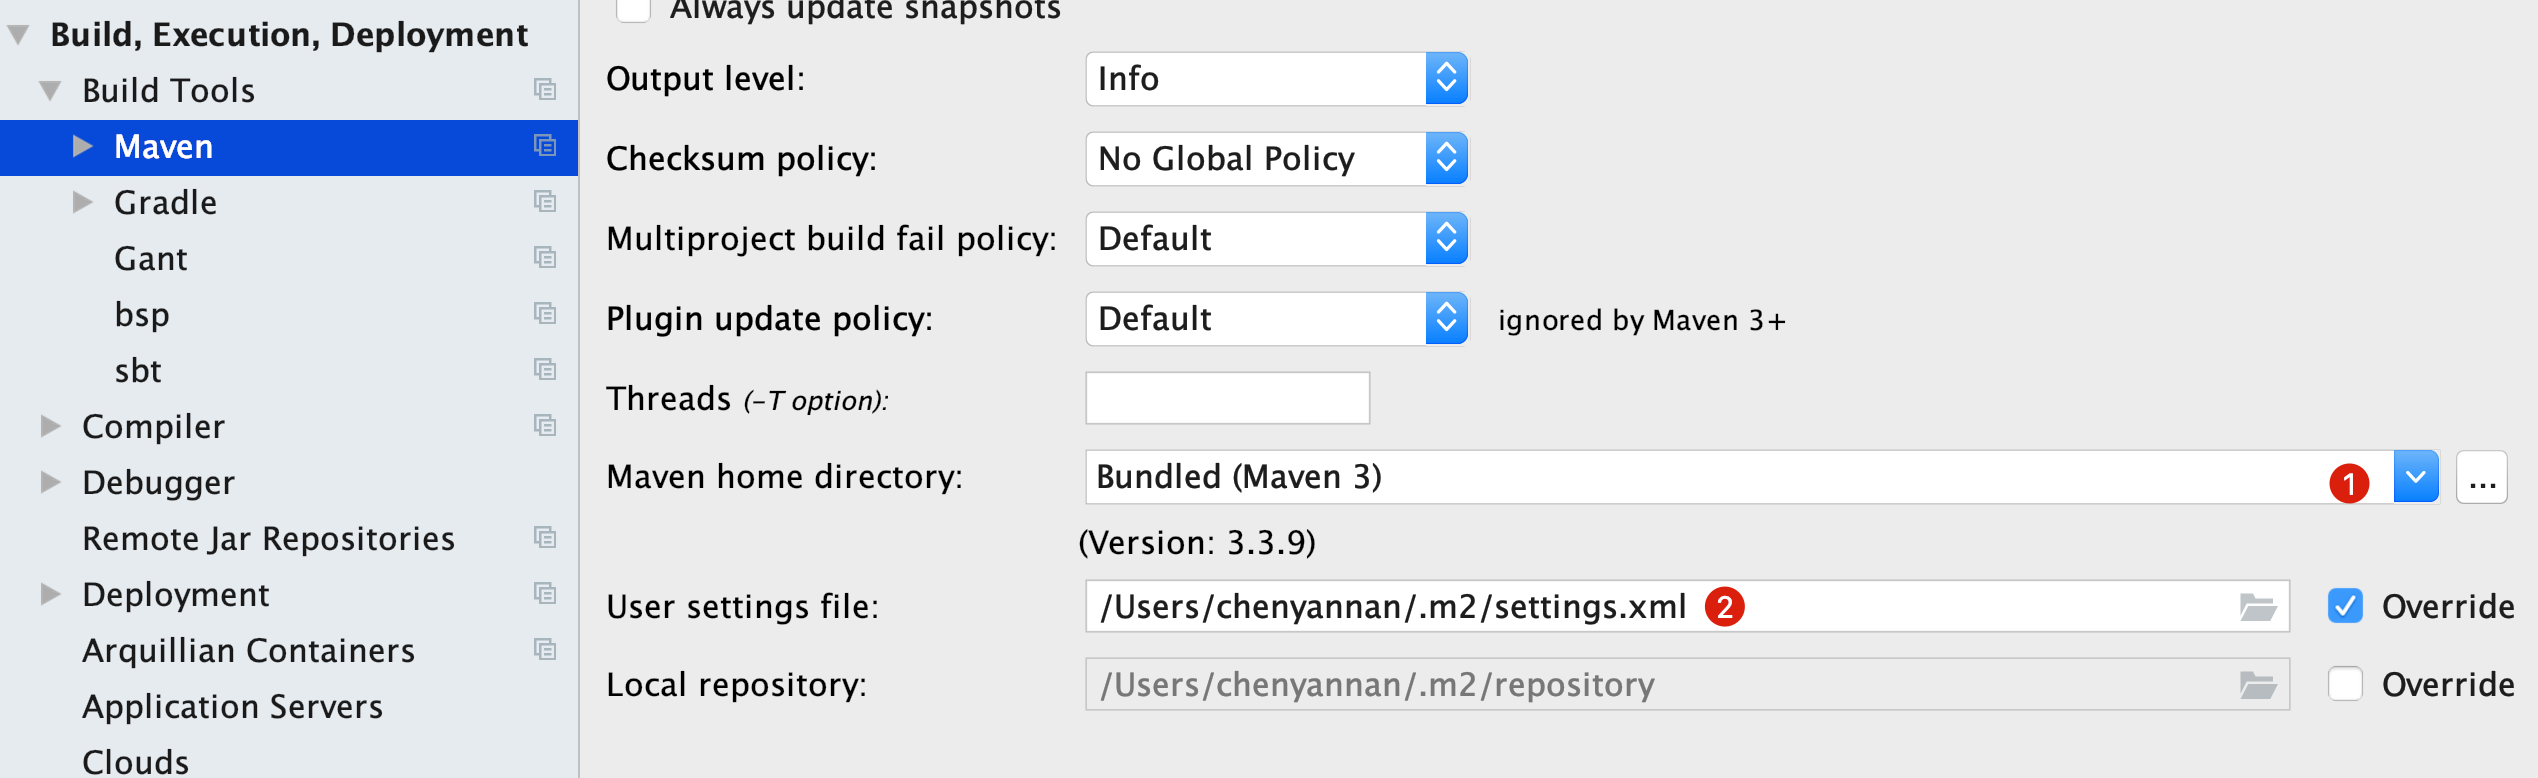 Build, Execution, Deployment
Build Tools
Maven
Gradle
Gant
bsp
sbt
Compiler
Debugger
Remote Jar Repositories
Deployment
Arquillian Containers
Application Servers
Clouds
Always update snapshots
Output level: Info
Checksum policy: No Global Policy
Multiproject build fail policy: Default
Plugin update policy: Default ignored by Maven 3+
Threads (-T option):
Maven home directory: Bundled (Maven 3) 1 ...
(Version: 3.3.9)
User settings file: /Users/chenyannan/.m2/settings.xml 2 Override
Local repository: /Users/chenyannan/.m2/repository Override